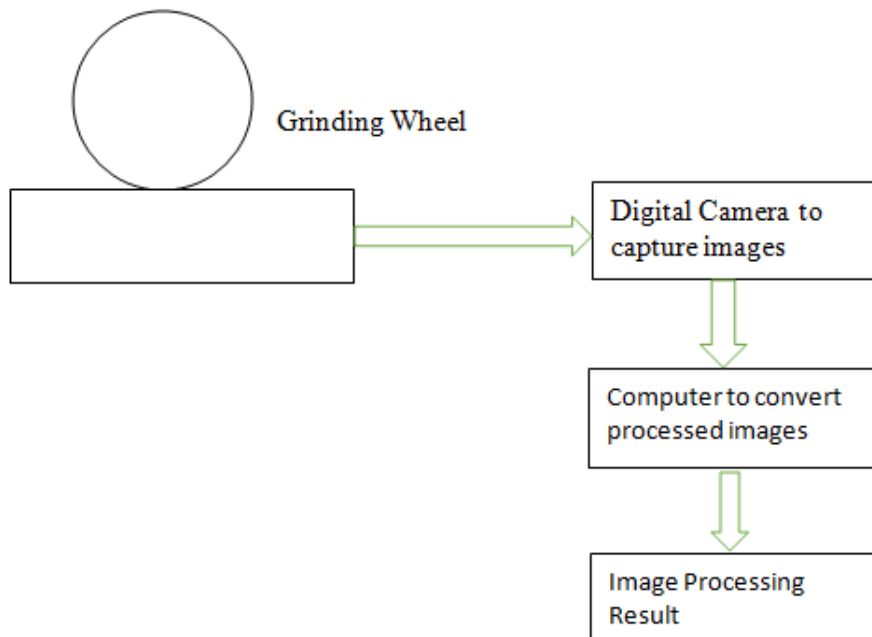 Grinding Wheel
Digital Camera to
capture images
Computer to convert
processed images
Image Processing
Result